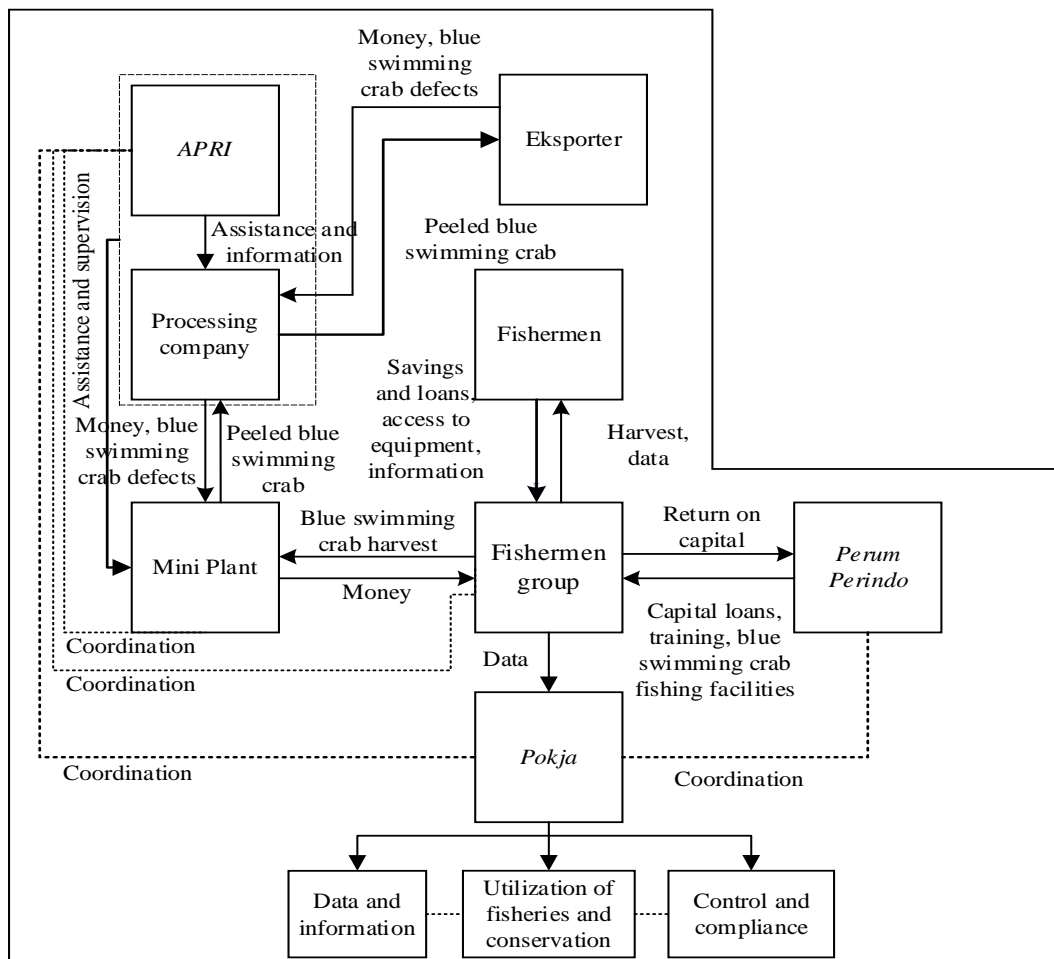 Money, blue
swimming
crab defects
Eksporter
APRI
Assistance and supervision
Assistance and
information
Peeled blue
swimming crab
Processing
company
Fishermen
Savings
and loans,
access to
equipment,
information
Harvest,
data
Money, blue
swimming
crab defects
Peeled blue
swimming
crab
Mini Plant
Blue swimming
crab harvest
Money
Fishermen
group
Return on
capital
Perum
Perindo
Capital loans,
training, blue
swimming crab
fishing facilities
Coordination
Coordination
Data
Pokja
Coordination
Coordination
Data and
information
Utilization of
fisheries and
conservation
Control and
compliance